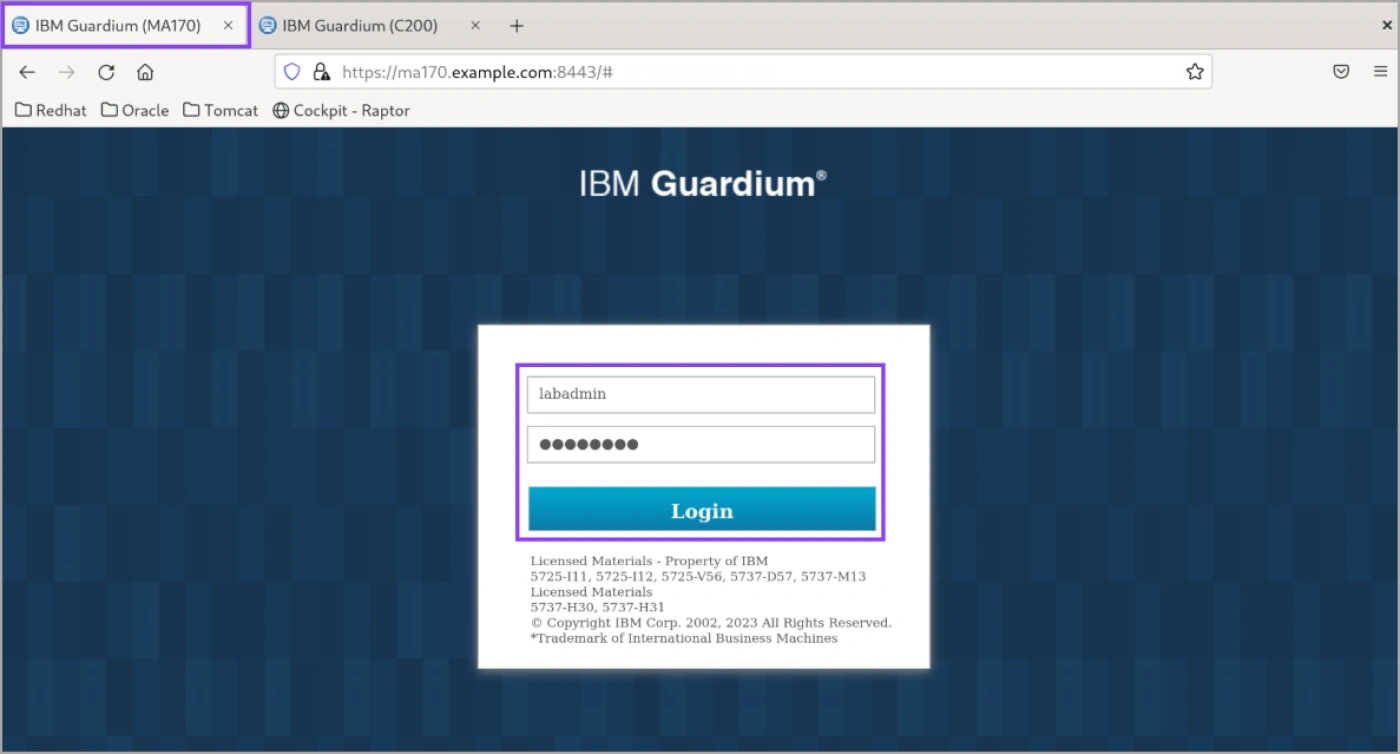 IBM Guardium (MA170)
IBM Guardium (C200)
https://ma170.example.com:8443/#
Redhat Oracle Tomcat Cockpit - Raptor
IBM Guardium®
labadmin
●●●●●●●●
Login
Licensed Materials - Property of IBM
5725-I11, 5725-I12, 5725-V56, 5737-D57, 5737-M13
Licensed Materials
5737-H30, 5737-H31
© Copyright IBM Corp. 2002, 2023 All Rights Reserved.
*Trademark of International Business Machines